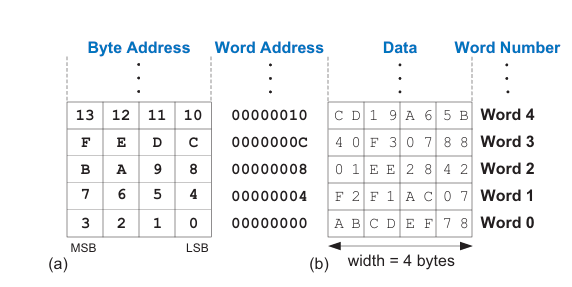 Byte Address Word Address Data Word Number
13 12 11 10 00000010 C D 1 9 A 6 5 B Word 4
F E D C 0000000C 4 0 F 3 0 7 8 8 Word 3
B A 9 8 00000008 0 1 E E 2 8 4 2 Word 2
7 6 5 4 00000004 F 2 F 1 A C 0 7 Word 1
3 2 1 0 00000000 A B C D E F 7 8 Word 0
MSB LSB
(a) (b) width = 4 bytes